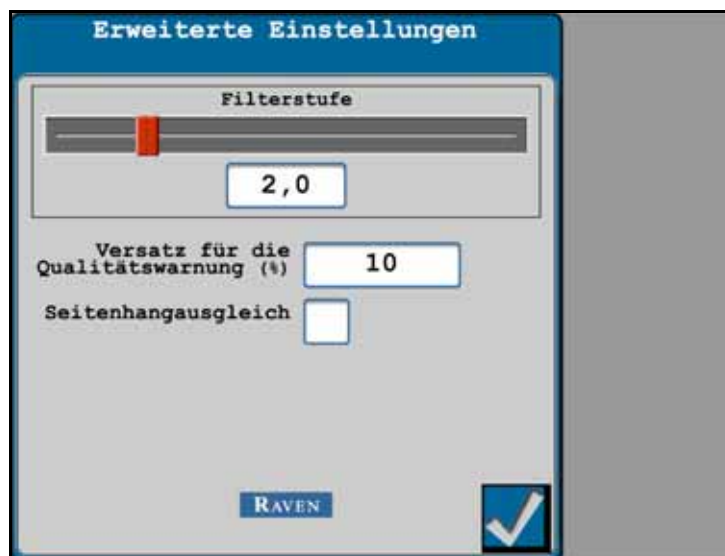 Erweiterte Einstellungen
Filterstufe
2,0
Versatz für die
Qualitätswarnung (%)
10
Seitenhangausgleich
RAVEN